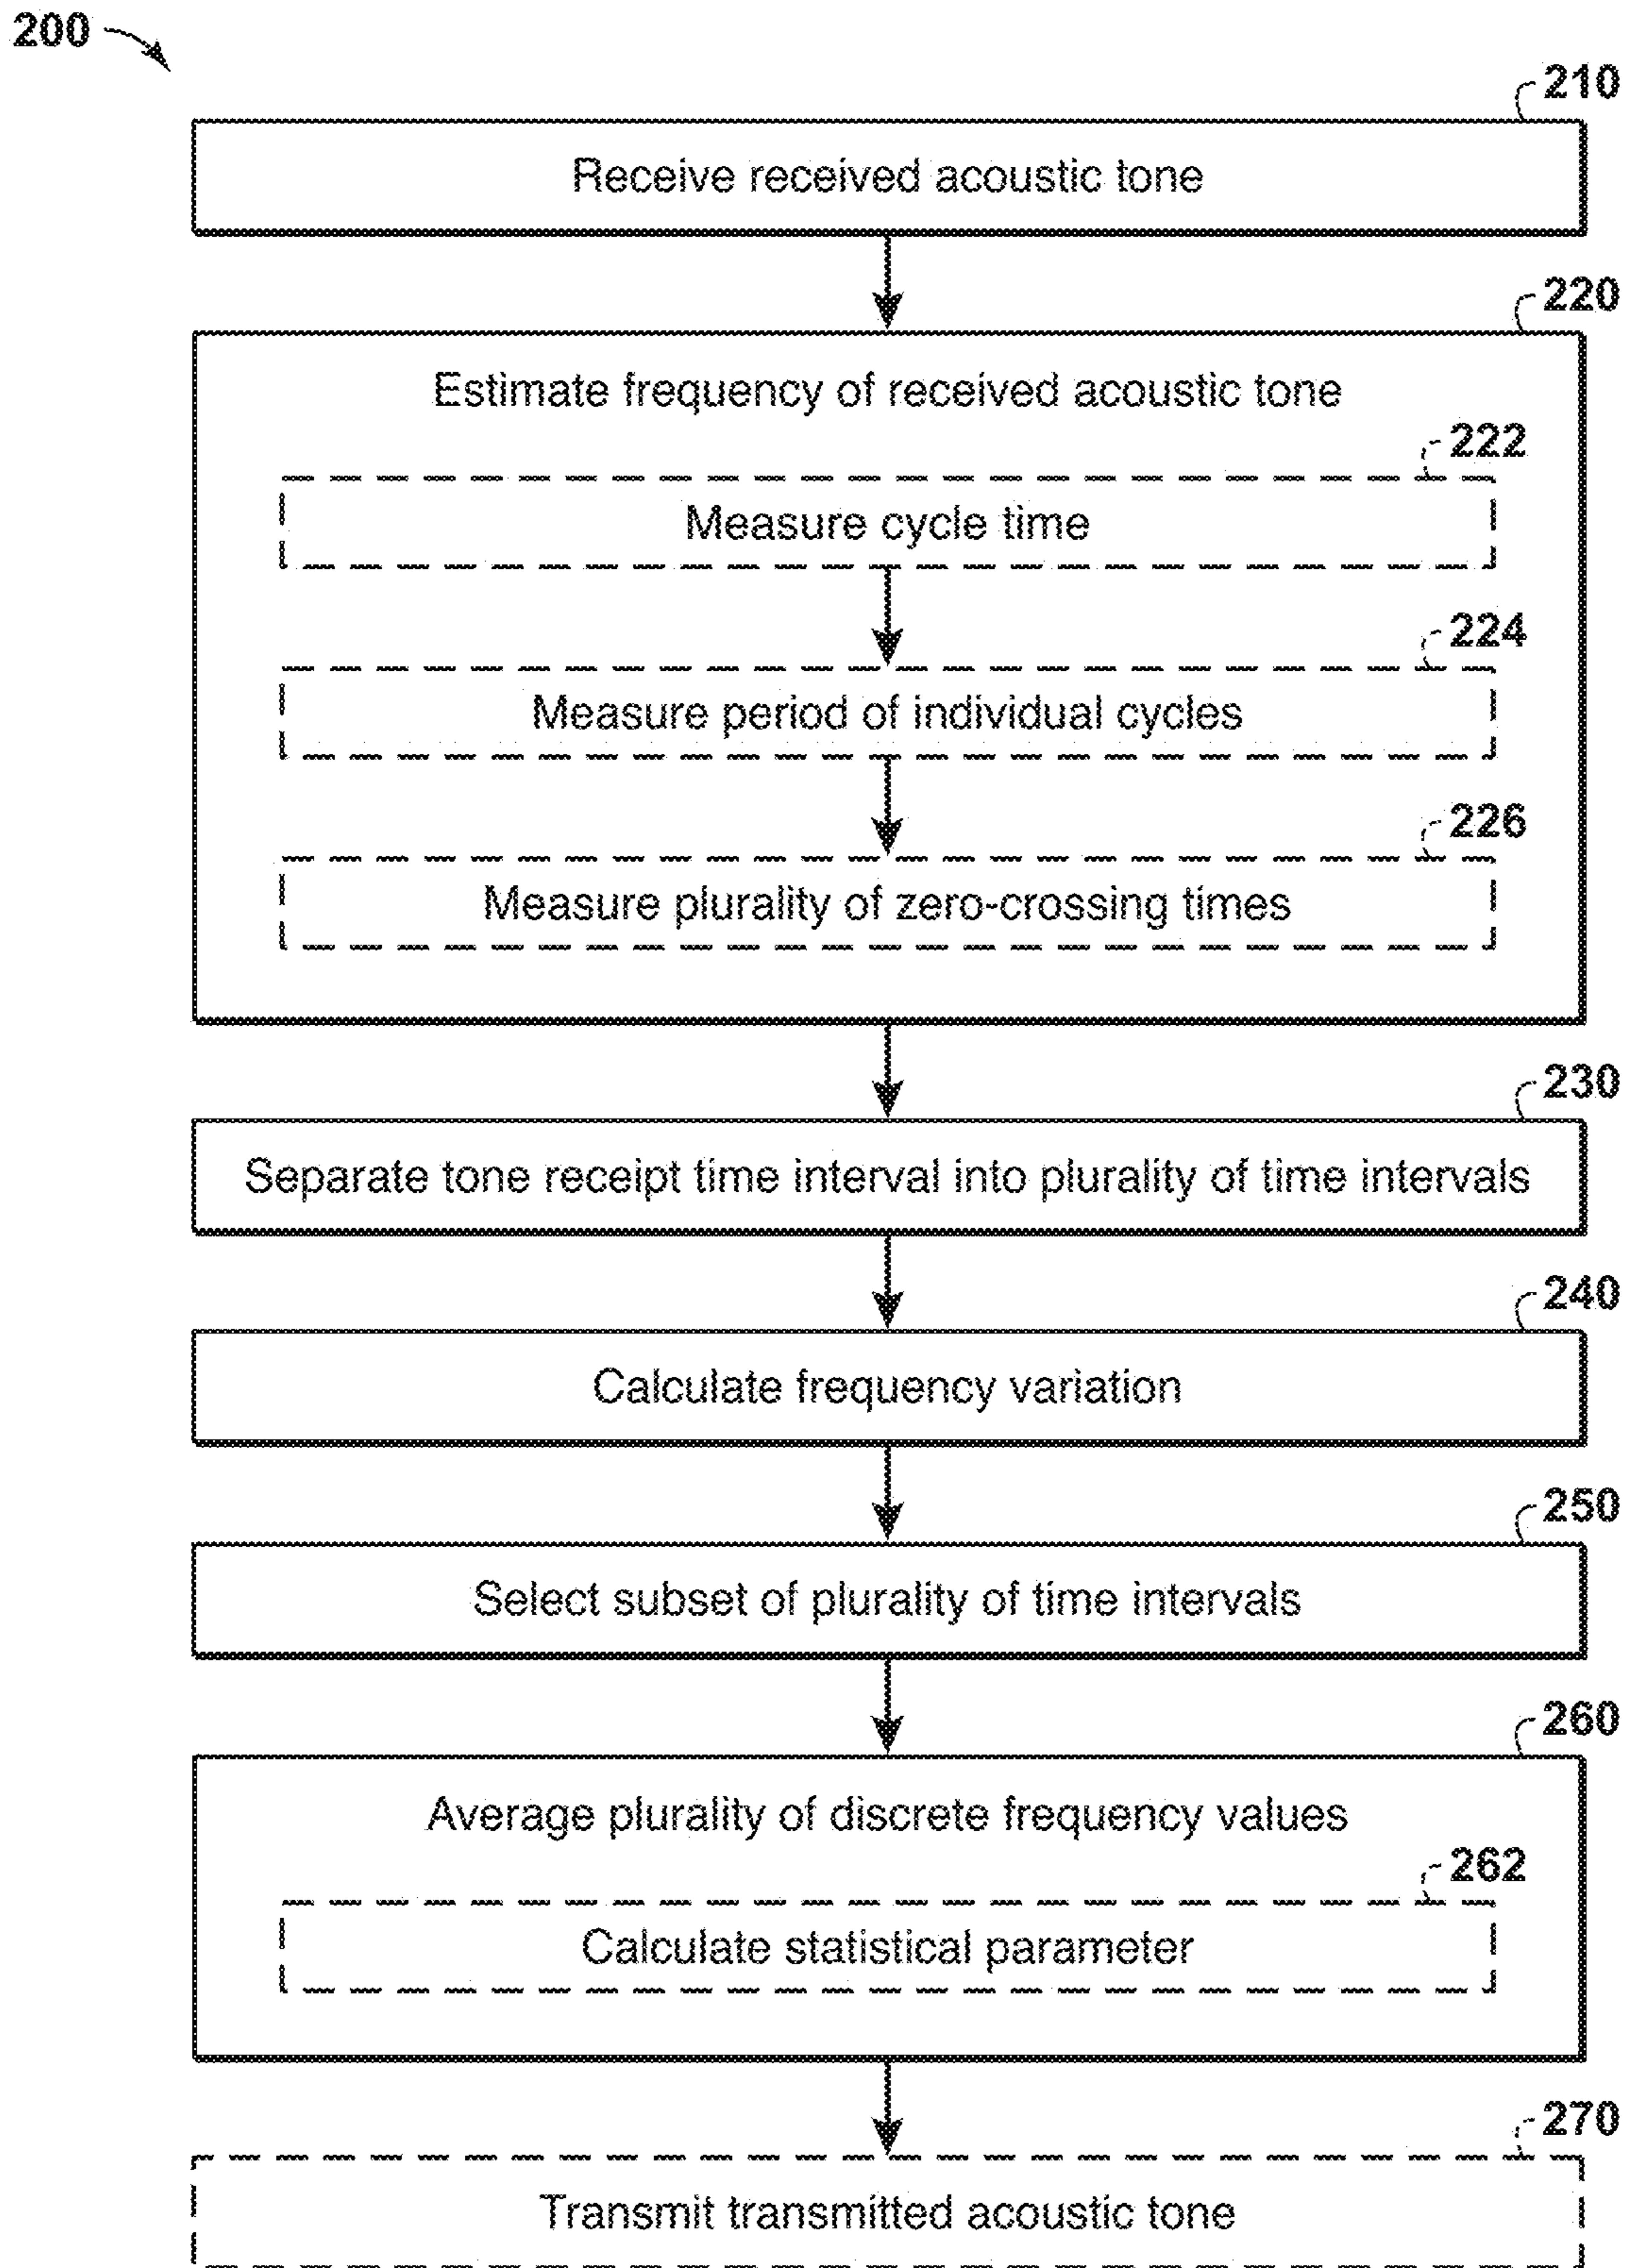 200
210
Receive received acoustic tone
220
Estimate frequency of received acoustic tone
222
Measure cycle time
224
Measure period of individual cycles
226
Measure plurality of zero-crossing times
230
Separate tone receipt time interval into plurality of time intervals
240
Calculate frequency variation
250
Select subset of plurality of time intervals
260
Average plurality of discrete frequency values
262
Calculate statistical parameter
270
Transmit transmitted acoustic tone